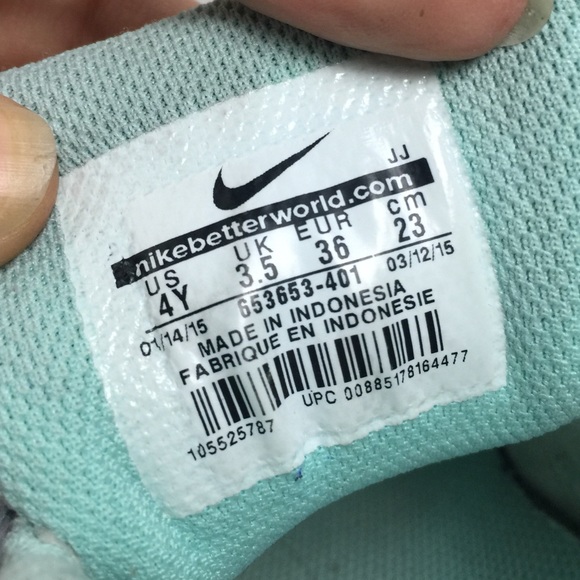 JJ
nikebetterworld.com
US UK EUR cm
4Y 3.5 36 23
01/14/15 653653-401 03/12/15
MADE IN INDONESIA
FABRIQUE EN INDONESIE
105525787 UPC 00885178164477